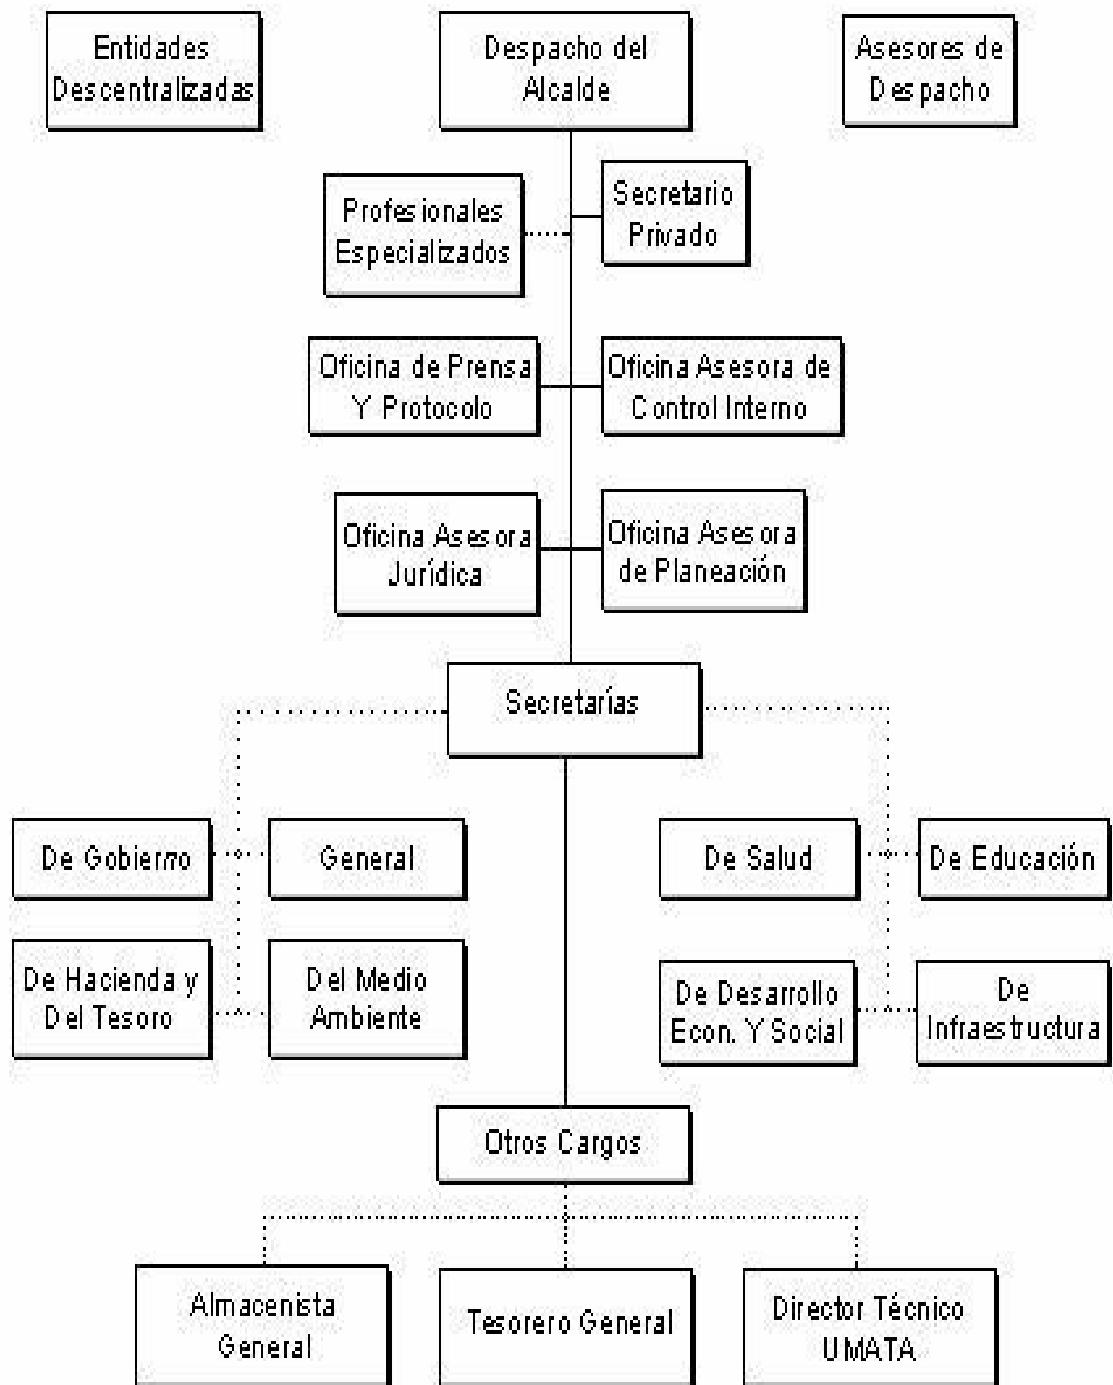 Entidades
Descentralizadas
Despacho del
Alcalde
Asesores de
Despacho
Profesionales
Especializados
Secretario
Privado
Oficina de Prensa
Y Protocolo
Oficina Asesora de
Control Interno
Oficina Asesora
Jurídica
Oficina Asesora
de Planeación
Secretarías
De Gobierno
General
De Salud
De Educación
De Hacienda y
Del Tesoro
Del Medio
Ambiente
De Desarrollo
Econ. Y Social
De
Infraestructura
Otros Cargos
Almacenista
General
Tesorero General
Director Técnico
UMATA